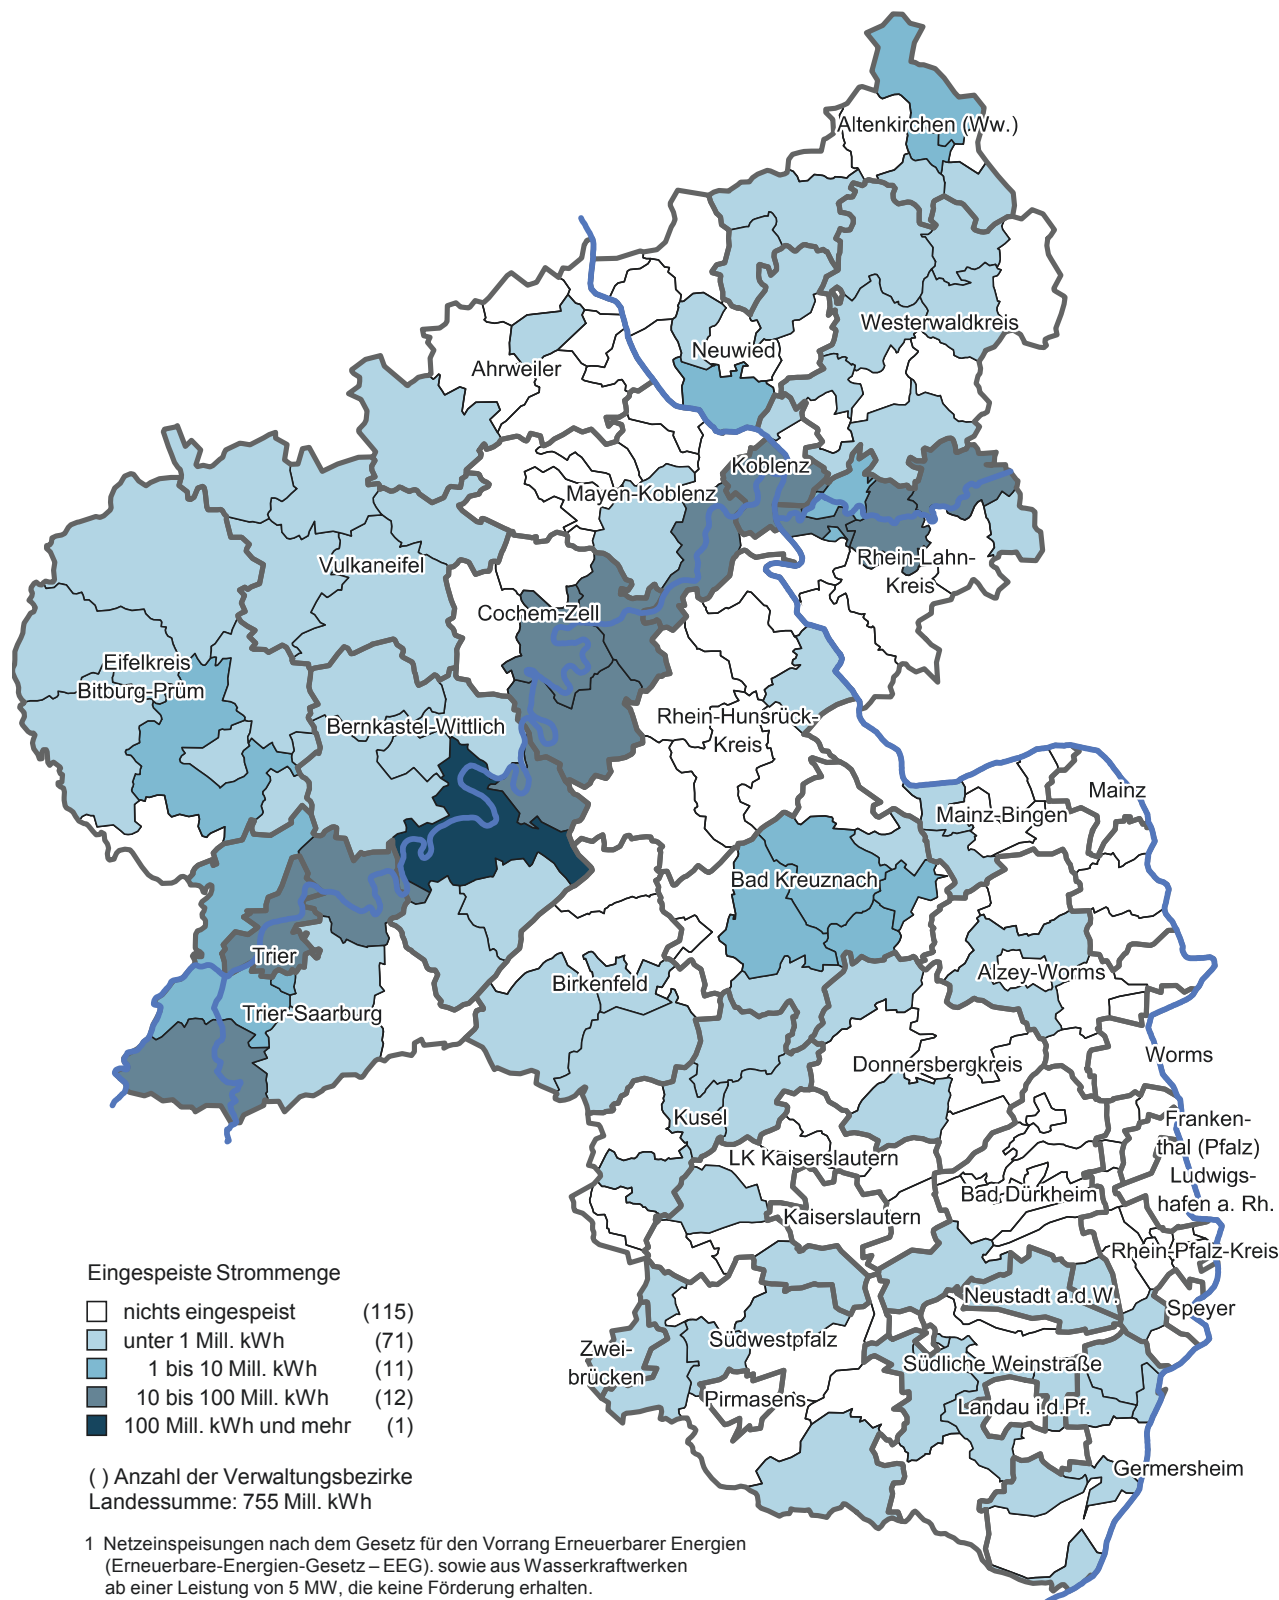 Altenkirchen (Ww.)
Westerwaldkreis
Neuwied
Ahrweiler
Koblenz
Mayen-Koblenz
Vulkaneifel
Rhein-Lahn-
Kreis
Cochem-Zell
Eifelkreis
Bitburg-Prüm
Bernkastel-Wittlich
Rhein-Hunsrück-
Kreis
Mainz
Mainz-Bingen
Bad Kreuznach
Trier
Alzey-Worms
Birkenfeld
Trier-Saarburg
Donnersbergkreis
Worms
Kusel
Franken-
thal (Pfalz)
LK Kaiserslautern
Ludwigs-
hafen a. Rh.
Bad Dürkheim
Kaiserslautern
Rhein-Pfalz-Kreis
Neustadt a.d.W.
Speyer
Südwestpfalz
Zwei-
brücken
Südliche Weinstraße
Pirmasens
Landau i.d.Pf.
Germersheim
Eingespeiste Strommenge
nichts eingespeist (115)
unter 1 Mill. kWh (71)
1 bis 10 Mill. kWh (11)
10 bis 100 Mill. kWh (12)
100 Mill. kWh und mehr (1)
( ) Anzahl der Verwaltungsbezirke
Landessumme: 755 Mill. kWh
1 Netzeinspeisungen nach dem Gesetz für den Vorrang Erneuerbarer Energien
(Erneuerbare-Energien-Gesetz – EEG). sowie aus Wasserkraftwerken
ab einer Leistung von 5 MW, die keine Förderung erhalten.